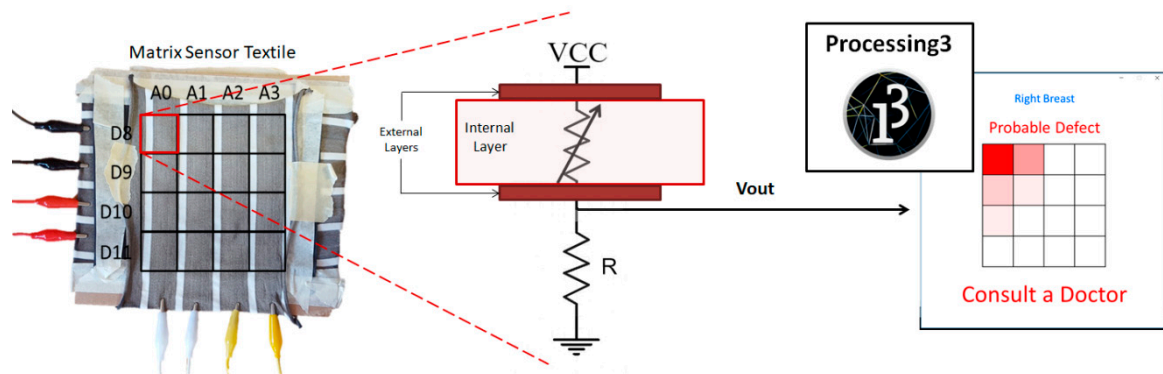 Matrix Sensor Textile
A0 A1 A2 A3
D8
D9
D10
D11
External
Layers
VCC
Internal
Layer
R
Vout
Processing3
Right Breast
Probable Defect
Consult a Doctor